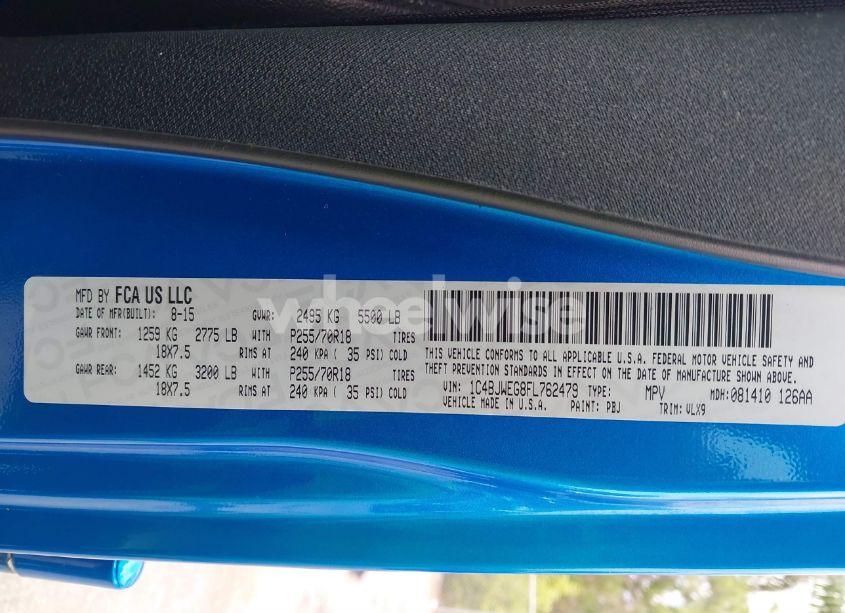 MFD BY FCA US LLC
DATE OF MFR(BUILT): 8-15 GVWR: 2495 KG 5500 LB
GAWR FRONT: 1259 KG 2775 LB WITH P255/70R18 TIRES
18X7.5 RIMS AT 240 KPA ( 35 PSI) COLD
GAWR REAR: 1452 KG 3200 LB WITH P255/70R18 TIRES
18X7.5 RIMS AT 240 KPA ( 35 PSI) COLD
THIS VEHICLE CONFORMS TO ALL APPLICABLE U.S.A. FEDERAL MOTOR VEHICLE SAFETY AND
THEFT PREVENTION STANDARDS IN EFFECT ON THE DATE OF MANUFACTURE SHOWN ABOVE.
VIN: 1C4BJWEG8FL762479 TYPE: MPV MDH: 081410 126AA
VEHICLE MADE IN U.S.A. PAINT: PBJ TRIM: VLX9
wheelwise